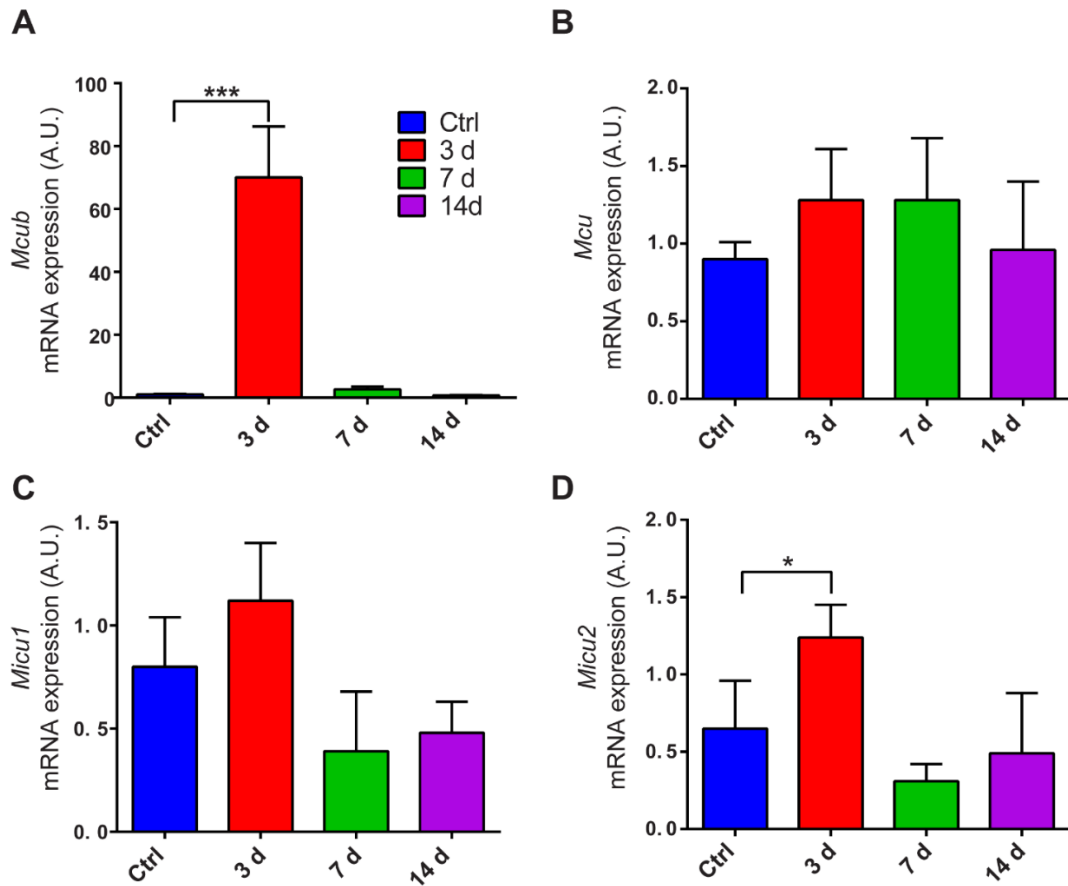 A
Mcub
mRNA expression (A.U.)
100
80
60
40
20
0
***
Ctrl
3 d
7 d
14d
Ctrl
3 d
7 d
14 d
B
Mcu
mRNA expression (A.U.)
2.0
1.5
1.0
0.5
0.0
Ctrl
3 d
7 d
14 d
C
Micu1
mRNA expression (A.U.)
1.5
1.0
0.5
0.0
Ctrl
3 d
7 d
14 d
D
Micu2
mRNA expression (A.U.)
2.0
1.5
1.0
0.5
0.0
*
Ctrl
3 d
7 d
14 d